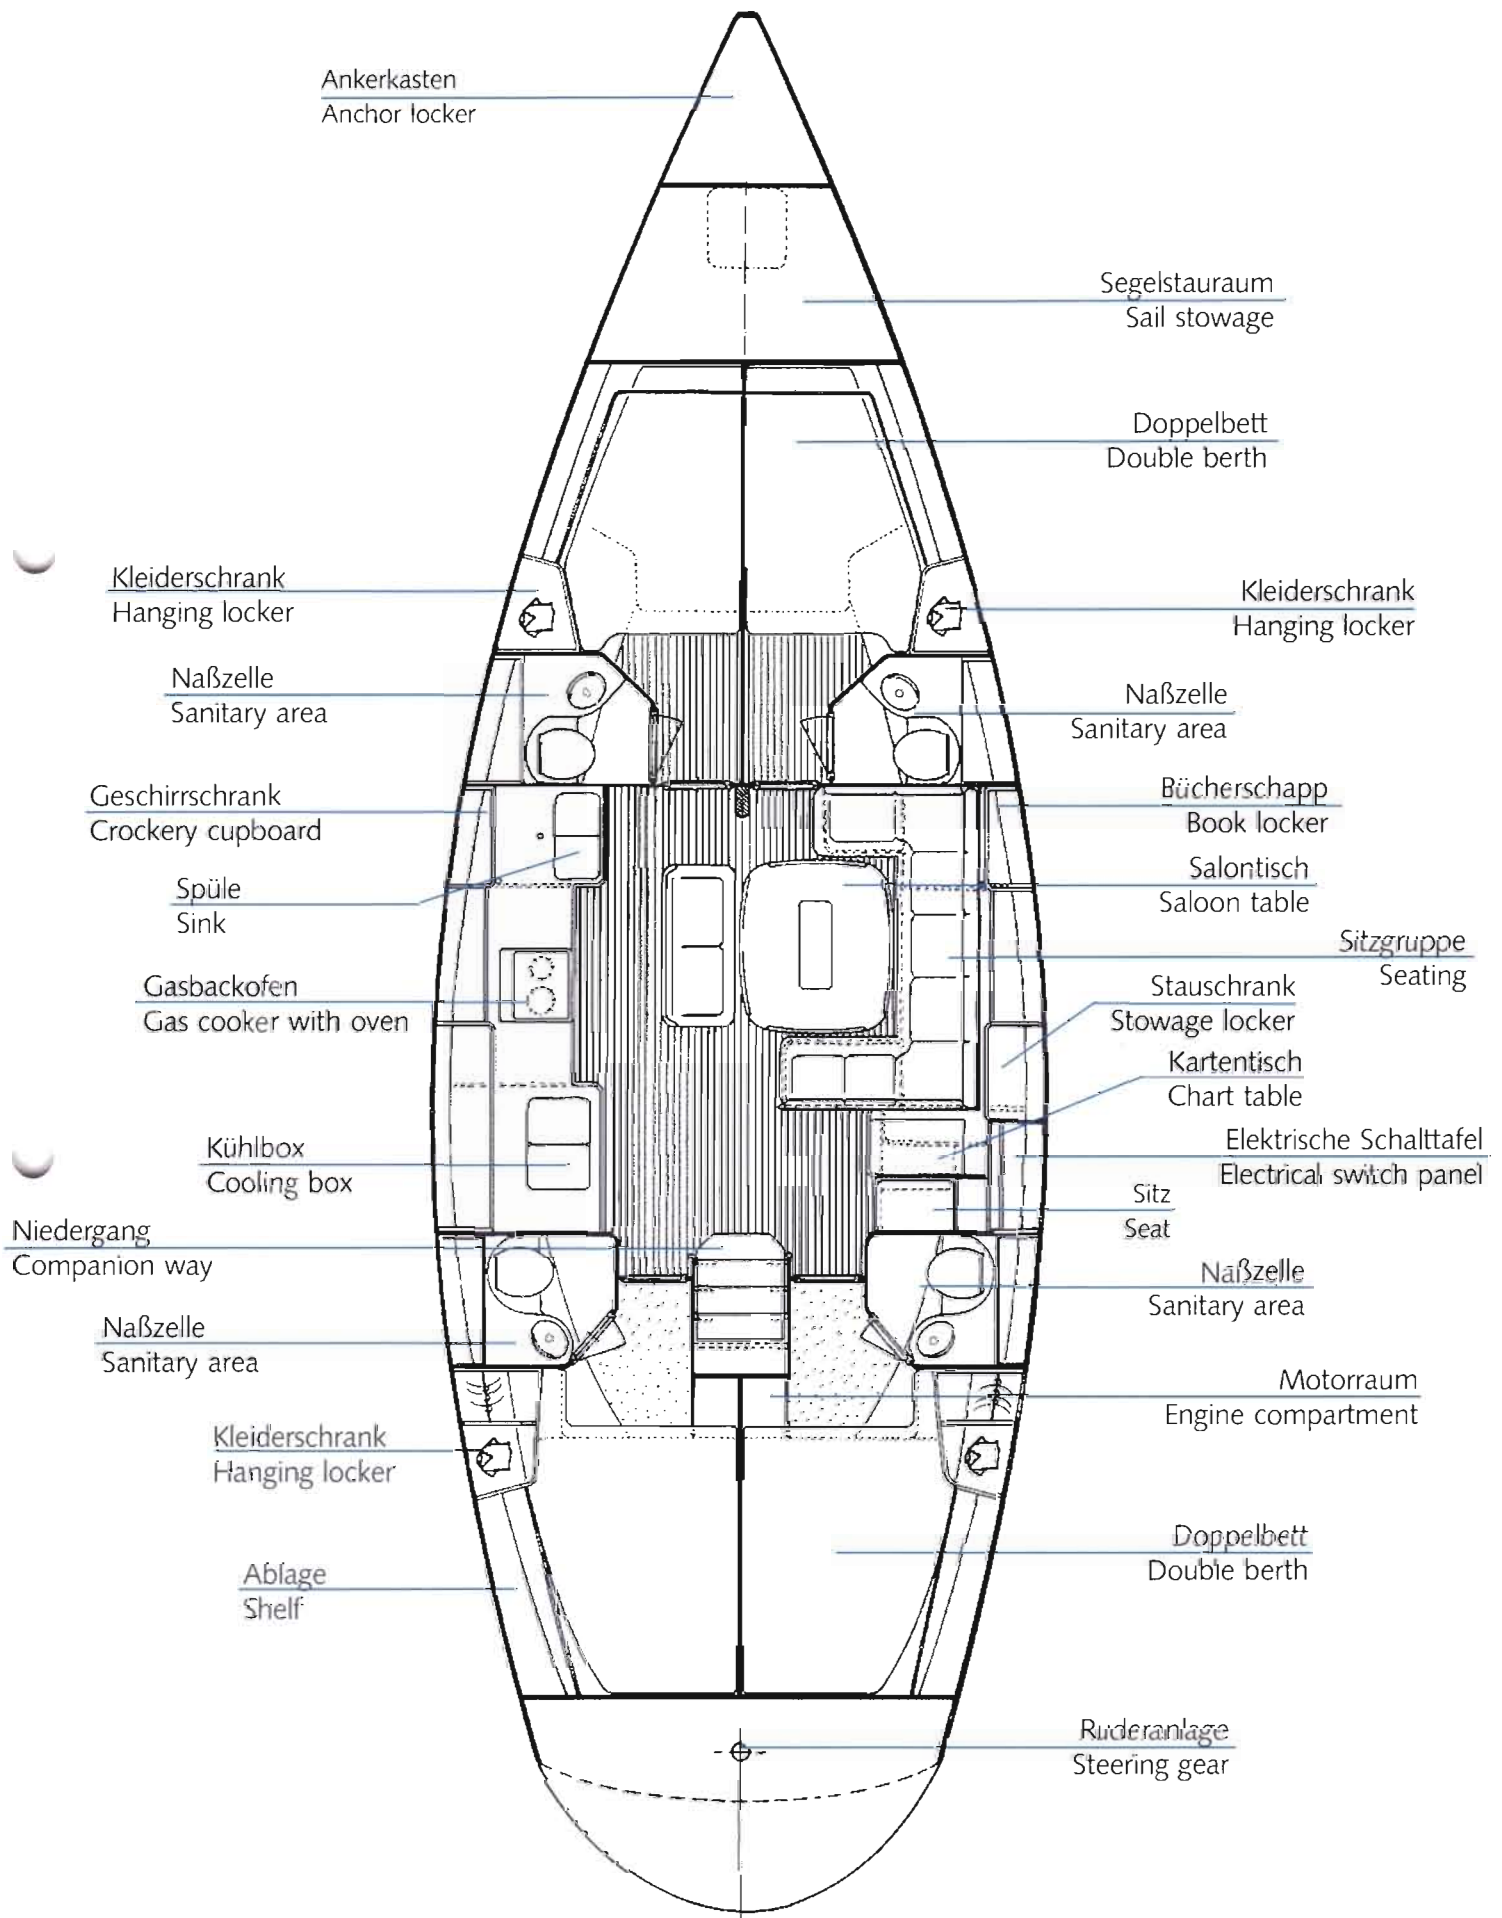 Ankerkasten
Anchor locker
Segelstauraum
Sail stowage
Doppelbett
Double berth
Kleiderschrank
Hanging locker
Kleiderschrank
Hanging locker
Naßzelle
Sanitary area
Naßzelle
Sanitary area
Geschirrschrank
Crockery cupboard
Bücherschapp
Book locker
Spüle
Sink
Salontisch
Saloon table
Sitzgruppe
Seating
Gasbackofen
Gas cooker with oven
Stauschrank
Stowage locker
Kartentisch
Chart table
Kühlbox
Cooling box
Elektrische Schalttafel
Electrical switch panel
Sitz
Seat
Niedergang
Companion way
Naßzelle
Sanitary area
Naßzelle
Sanitary area
Motorraum
Engine compartment
Kleiderschrank
Hanging locker
Doppelbett
Double berth
Ablage
Shelf
Ruderanlage
Steering gear